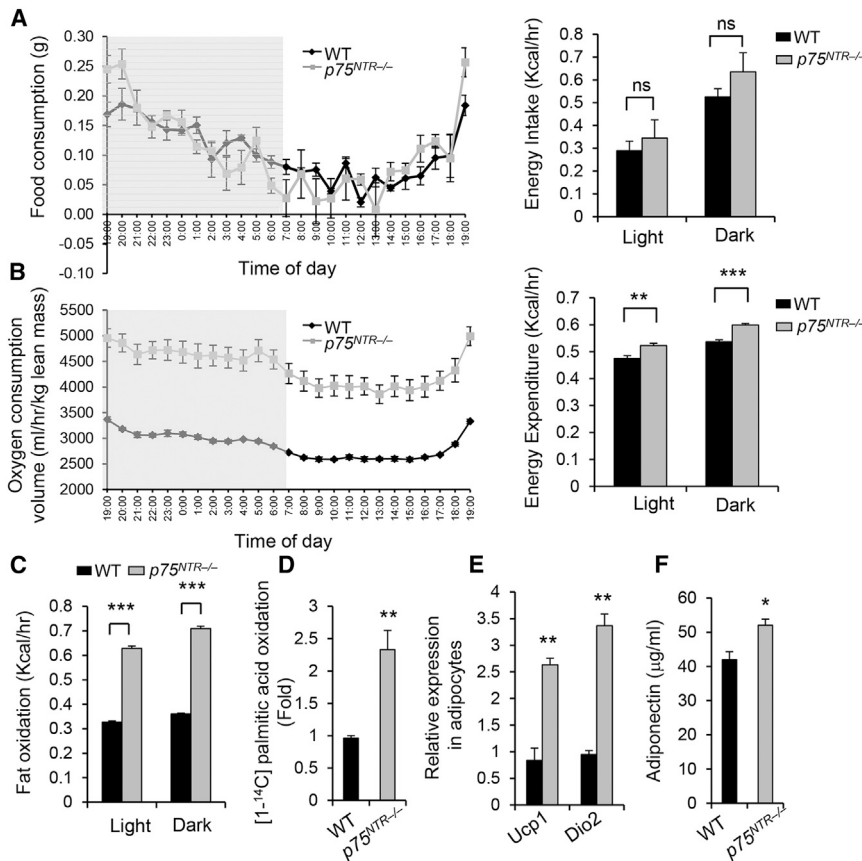 A
Food consumption (g)
0.30
0.25
0.20
0.15
0.10
0.05
0.00
-0.05
-0.10
WT
p75NTR–/–
19:00 20:00 21:00 22:00 23:00 0:00 1:00 2:00 3:00 4:00 5:00 6:00 7:00 8:00 9:00 10:00 11:00 12:00 13:00 14:00 15:00 16:00 17:00 18:00 19:00
Time of day
Energy Intake (Kcal/hr)
0.8
0.7
0.6
0.5
0.4
0.3
0.2
0.1
0
ns
ns
WT
p75NTR–/–
Light Dark
B
Oxygen consumption
volume (ml/hr/kg lean mass)
5500
5000
4500
4000
3500
3000
2500
2000
WT
p75NTR–/–
19:00 20:00 21:00 22:00 23:00 0:00 1:00 2:00 3:00 4:00 5:00 6:00 7:00 8:00 9:00 10:00 11:00 12:00 13:00 14:00 15:00 16:00 17:00 18:00 19:00
Time of day
Energy Expenditure (Kcal/hr)
0.7
0.6
0.5
0.4
0.3
0.2
0.1
0
**
***
WT
p75NTR–/–
Light Dark
C
WT p75NTR–/–
Fat oxidation (Kcal/hr)
0.8
0.7
0.6
0.5
0.4
0.3
0.2
0.1
0
***
***
Light Dark
D
[1-14C] palmitic acid oxidation
(Fold)
3
2.5
2
1.5
1
0.5
0
**
WT
p75NTR–/–
E
Relative expression
in adipocytes
4
3.5
3
2.5
2
1.5
1
0.5
0
**
**
Ucp1
Dio2
F
Adiponectin (µg/ml)
60
50
40
30
20
10
0
*
WT
p75NTR–/–